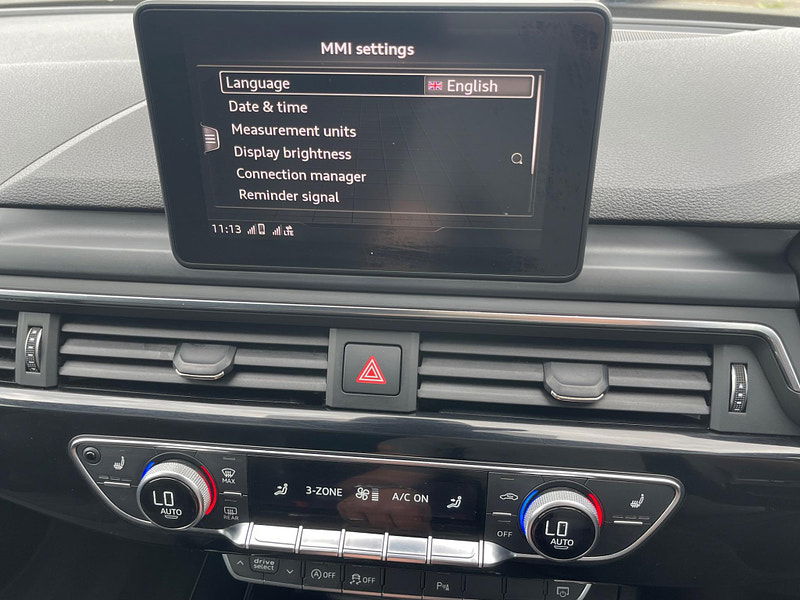 MMI settings
Language English
Date & time
Measurement units
Display brightness
Connection manager
Reminder signal
11:13 LTE
MAX
LO
AUTO
REAR
3-ZONE
A/C ON
OFF
LO
AUTO
drive
select
OFF
OFF
P